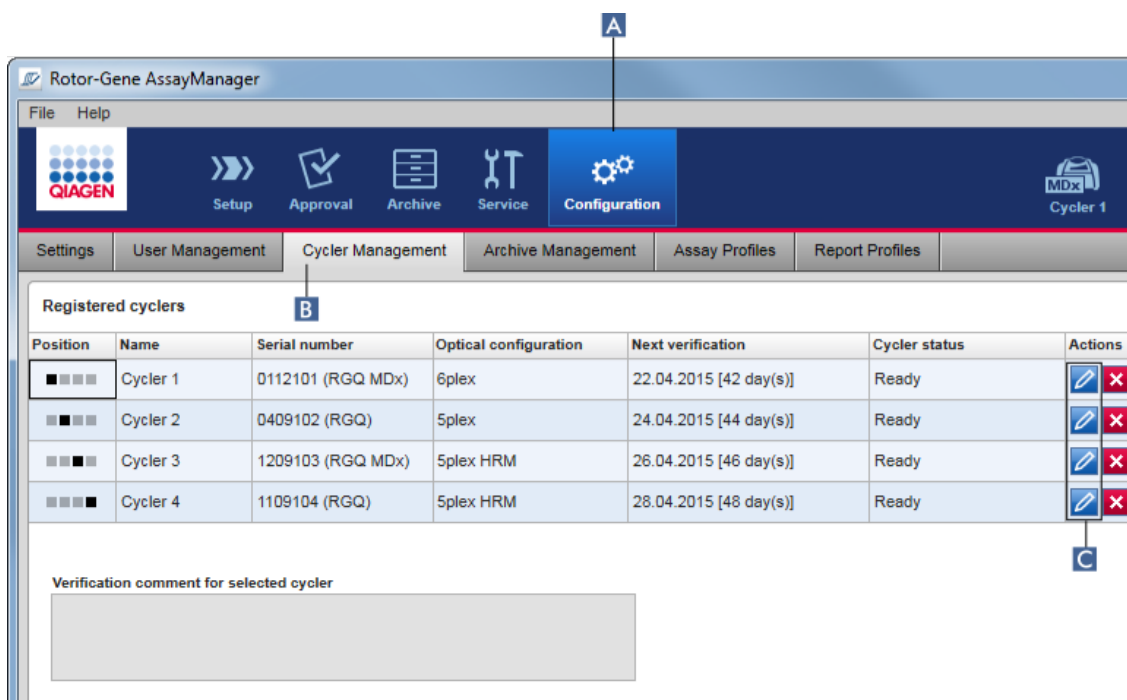 A
Rotor-Gene AssayManager
File Help
QIAGEN
Setup Approval Archive Service Configuration
MDx
Cycler 1
Settings User Management Cycler Management Archive Management Assay Profiles Report Profiles
B
Registered cyclers
Position Name Serial number Optical configuration Next verification Cycler status Actions
Cycler 1 0112101 (RGQ MDx) 6plex 22.04.2015 [42 day(s)] Ready
Cycler 2 0409102 (RGQ) 5plex 24.04.2015 [44 day(s)] Ready
Cycler 3 1209103 (RGQ MDx) 5plex HRM 26.04.2015 [46 day(s)] Ready
Cycler 4 1109104 (RGQ) 5plex HRM 28.04.2015 [48 day(s)] Ready
C
Verification comment for selected cycler